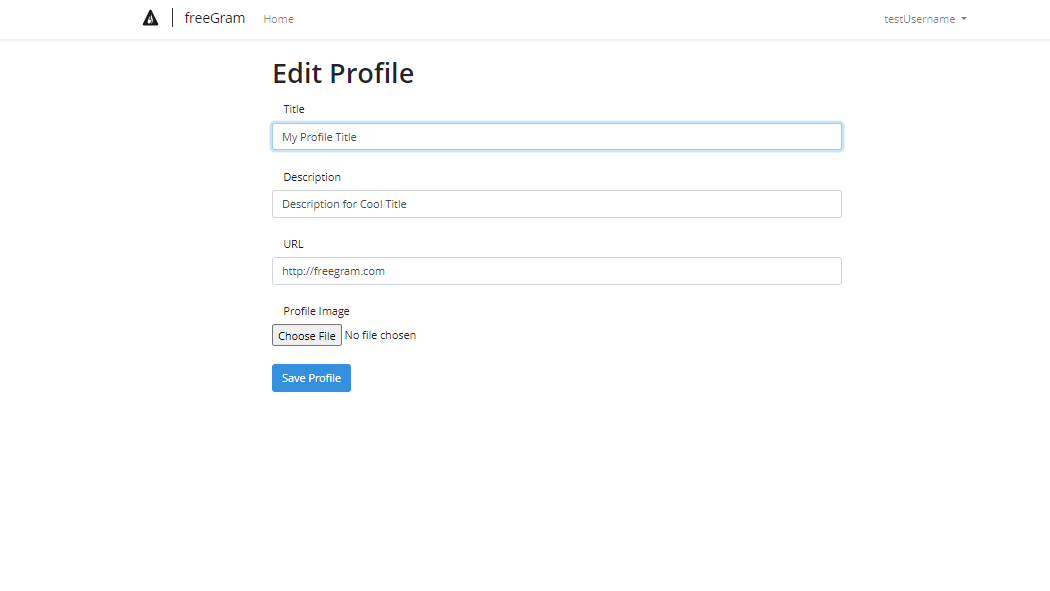 freeGram Home testUsername
Edit Profile
Title
My Profile Title
Description
Description for Cool Title
URL
http://freegram.com
Profile Image
Choose File No file chosen
Save Profile